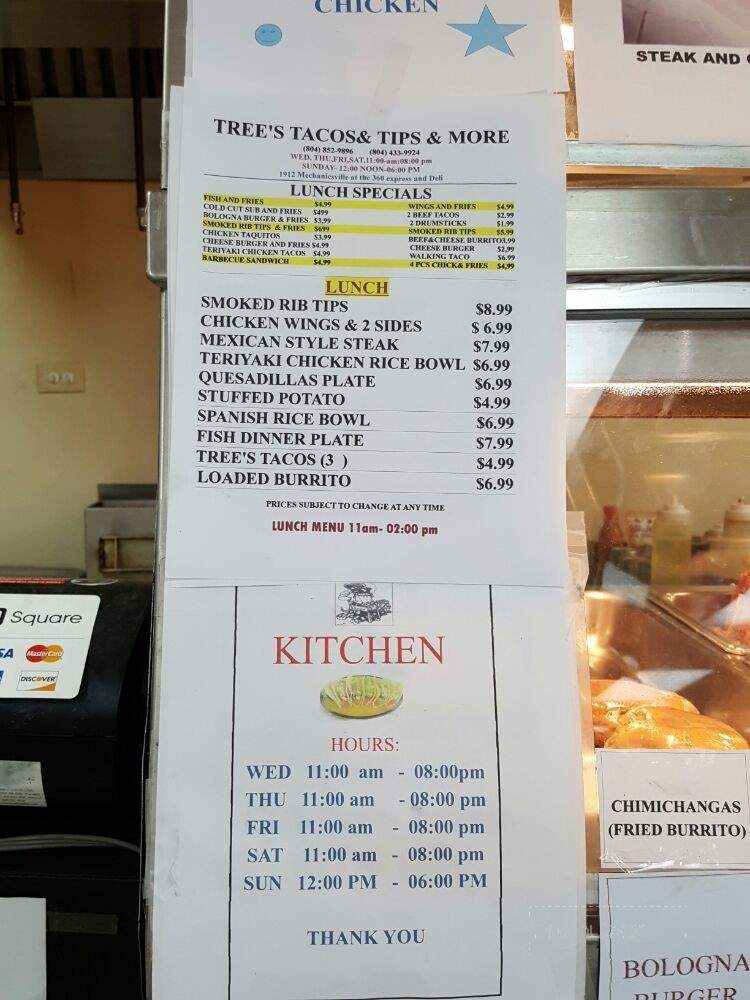 CHICKEN
STEAK AND
TREE'S TACOS& TIPS & MORE
(804) 852-9896 (804) 433-9924
WED, THU,FRI,SAT,11:00-am:08:00 pm
SUNDAY- 12:00 NOON-06:00 PM
1912 Mechanicsville at the 360 express and Deli
LUNCH SPECIALS
FISH AND FRIES $4.99
COLD CUT SUB AND FRIES $499
BOLOGNA BURGER & FRIES $3.99
SMOKED RIB TIPS & FRIES $699
CHICKEN TAQUITOS $3.99
CHEESE BURGER AND FRIES $4.99
TERIYAKI CHICKEN TACOS $4.99
BARBECUE SANDWICH $4.99
WINGS AND FRIES $4.99
2 BEEF TACOS $2.99
2 DRUMSTICKS $1.99
SMOKED RIB TIPS $5.99
BEEF&CHEESE BURRITO3.99
CHEESE BURGER $2.99
WALKING TACO $6.99
4 PCS CHICK& FRIES $4.99
LUNCH
SMOKED RIB TIPS $8.99
CHICKEN WINGS & 2 SIDES $ 6.99
MEXICAN STYLE STEAK $7.99
TERIYAKI CHICKEN RICE BOWL $6.99
QUESADILLAS PLATE $6.99
STUFFED POTATO $4.99
SPANISH RICE BOWL $6.99
FISH DINNER PLATE $7.99
TREE'S TACOS (3 ) $4.99
LOADED BURRITO $6.99
PRICES SUBJECT TO CHANGE AT ANY TIME
LUNCH MENU 11am- 02:00 pm
Square
MasterCard
DISCOVER
KITCHEN
HOURS:
WED 11:00 am - 08:00pm
THU 11:00 am - 08:00 pm
FRI 11:00 am - 08:00 pm
SAT 11:00 am - 08:00 pm
SUN 12:00 PM - 06:00 PM
THANK YOU
CHIMICHANGAS
(FRIED BURRITO)
BOLOGNA
BURGER